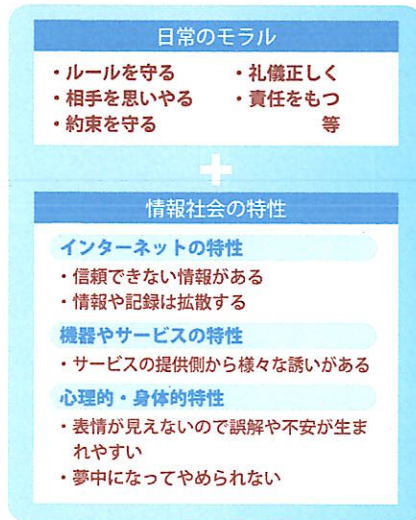 日常のモラル
・ルールを守る ・礼儀正しく
・相手を思いやる ・責任をもつ
・約束を守る 等
+
情報社会の特性
インターネットの特性
・信頼できない情報がある
・情報や記録は拡散する
機器やサービスの特性
・サービスの提供側から様々な誘いがある
心理的・身体的特性
・表情が見えないので誤解や不安が生ま
れやすい
・夢中になってやめられない